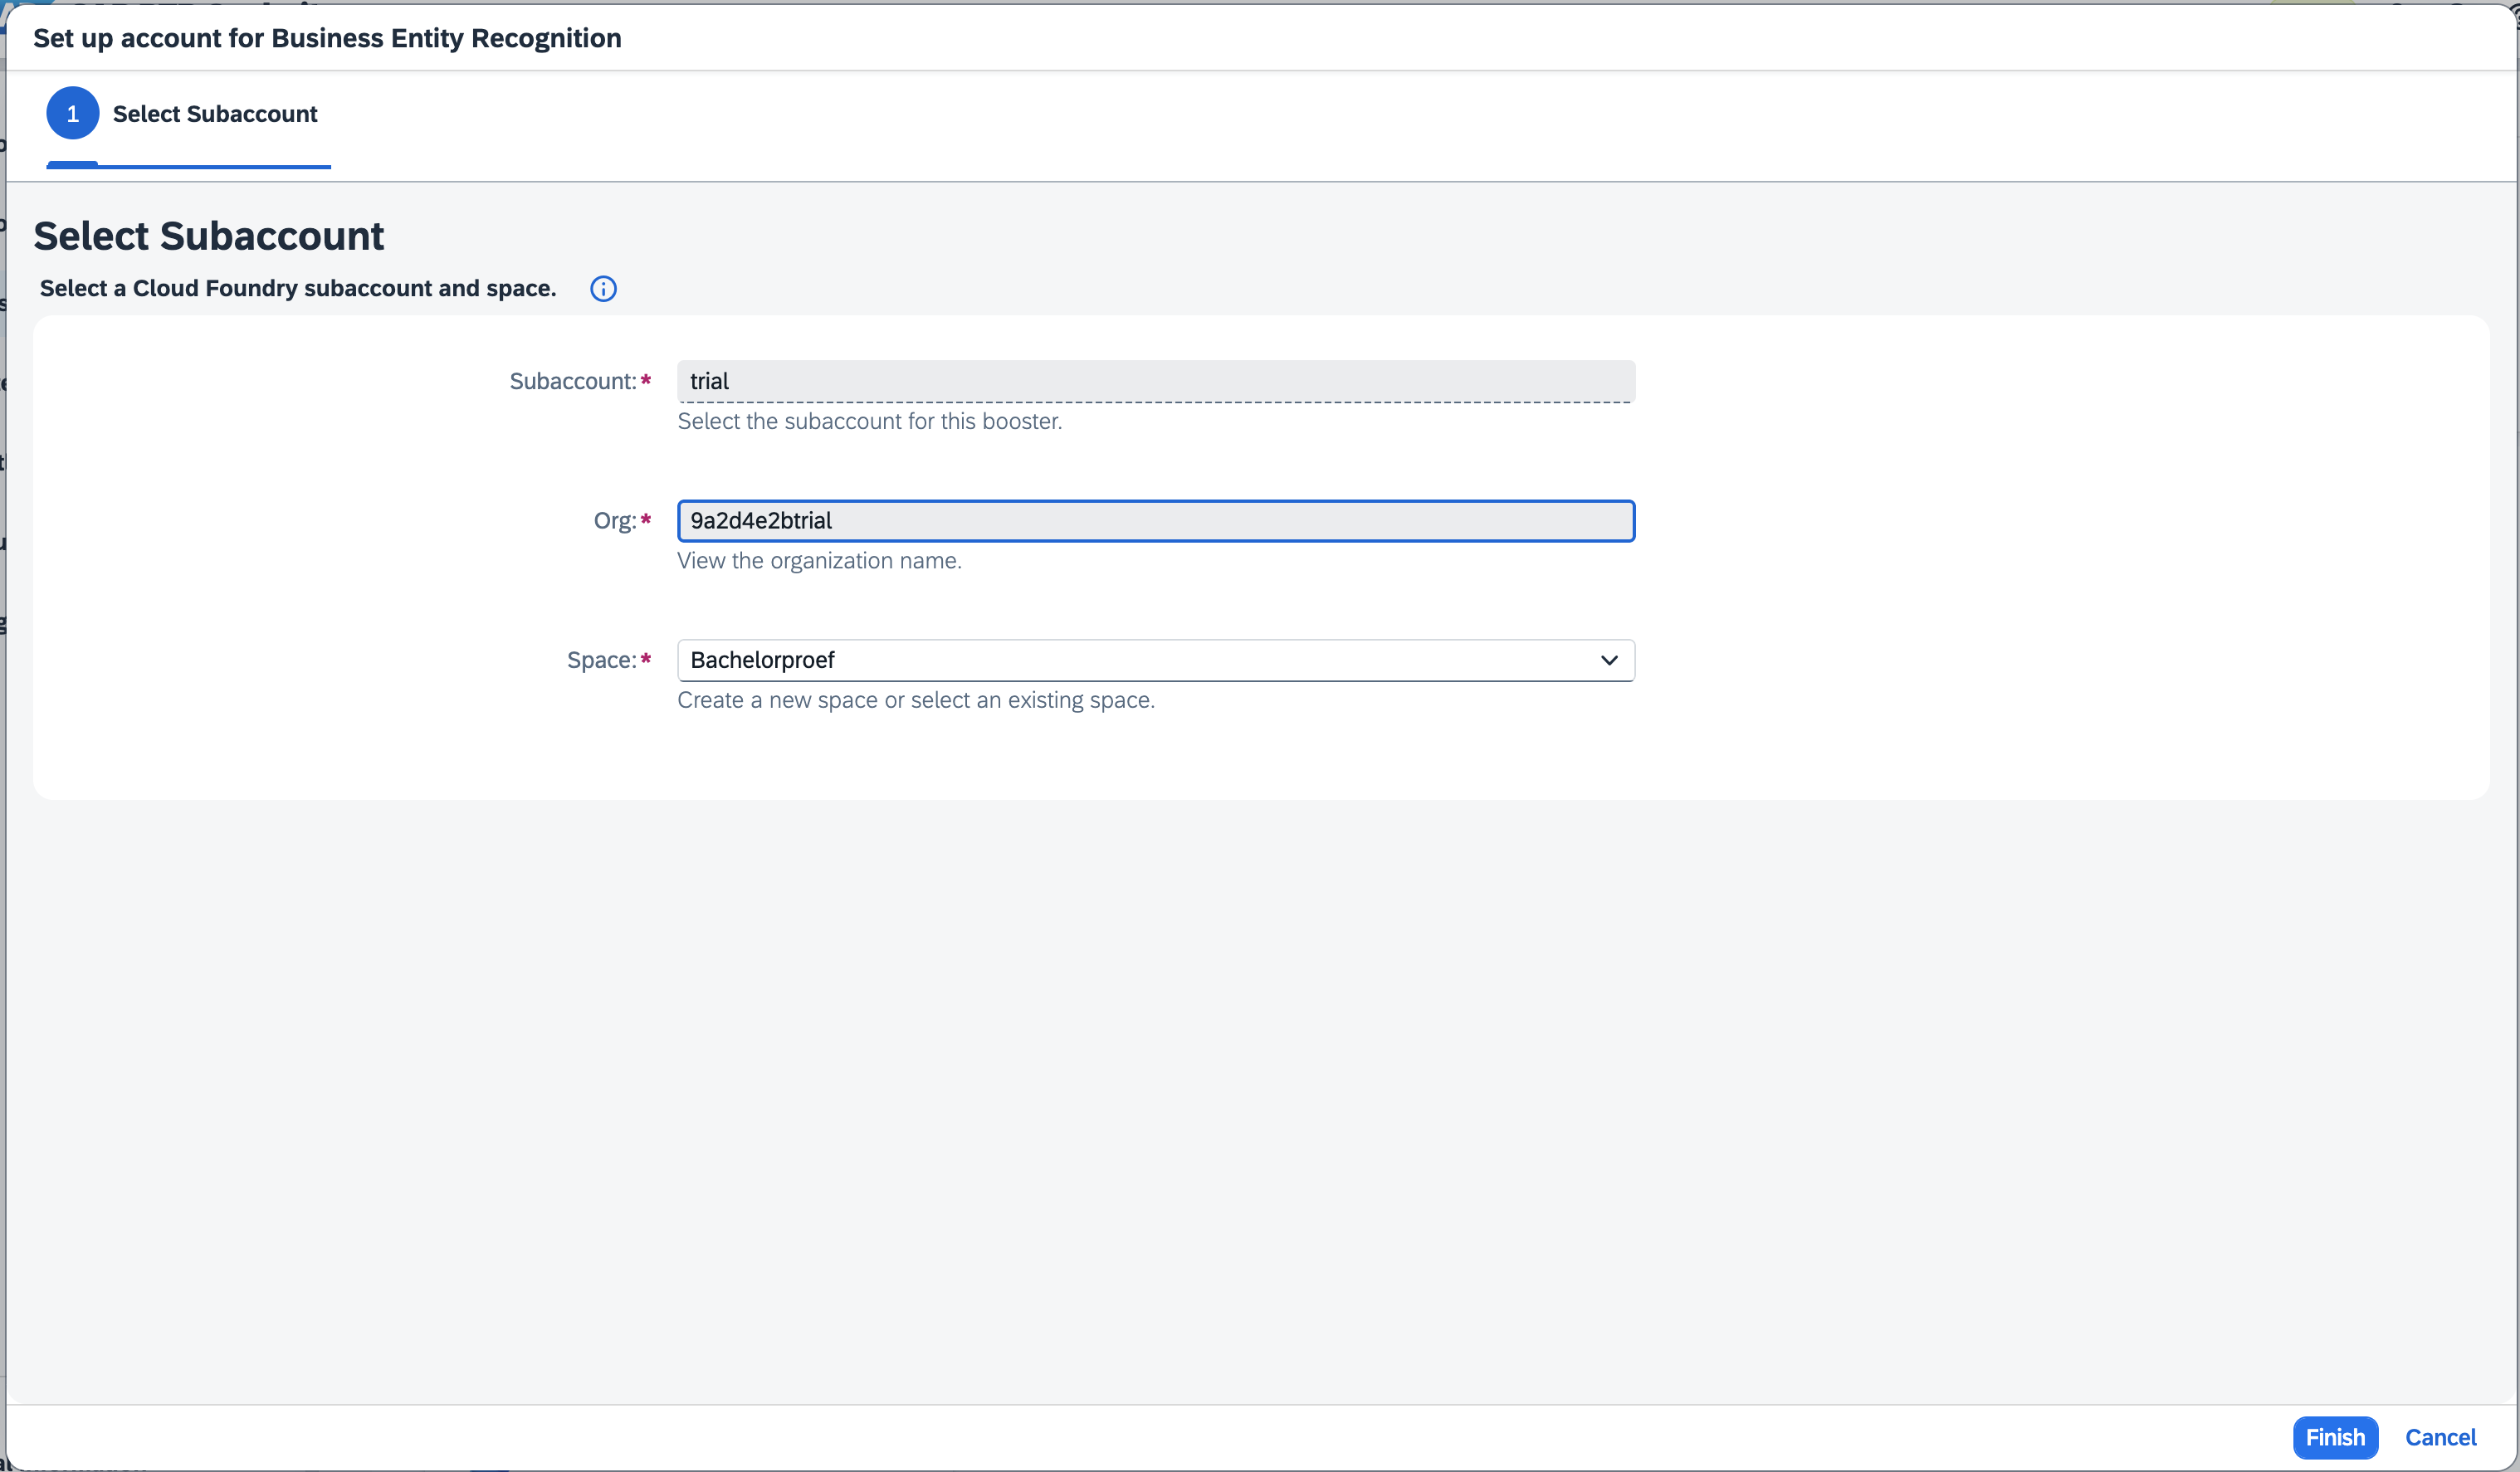 Set up account for Business Entity Recognition
1 Select Subaccount
Select Subaccount
Select a Cloud Foundry subaccount and space.
Subaccount:* trial
Select the subaccount for this booster.
Org:* 9a2d4e2btrial
View the organization name.
Space:* Bachelorproef
Create a new space or select an existing space.
Finish Cancel